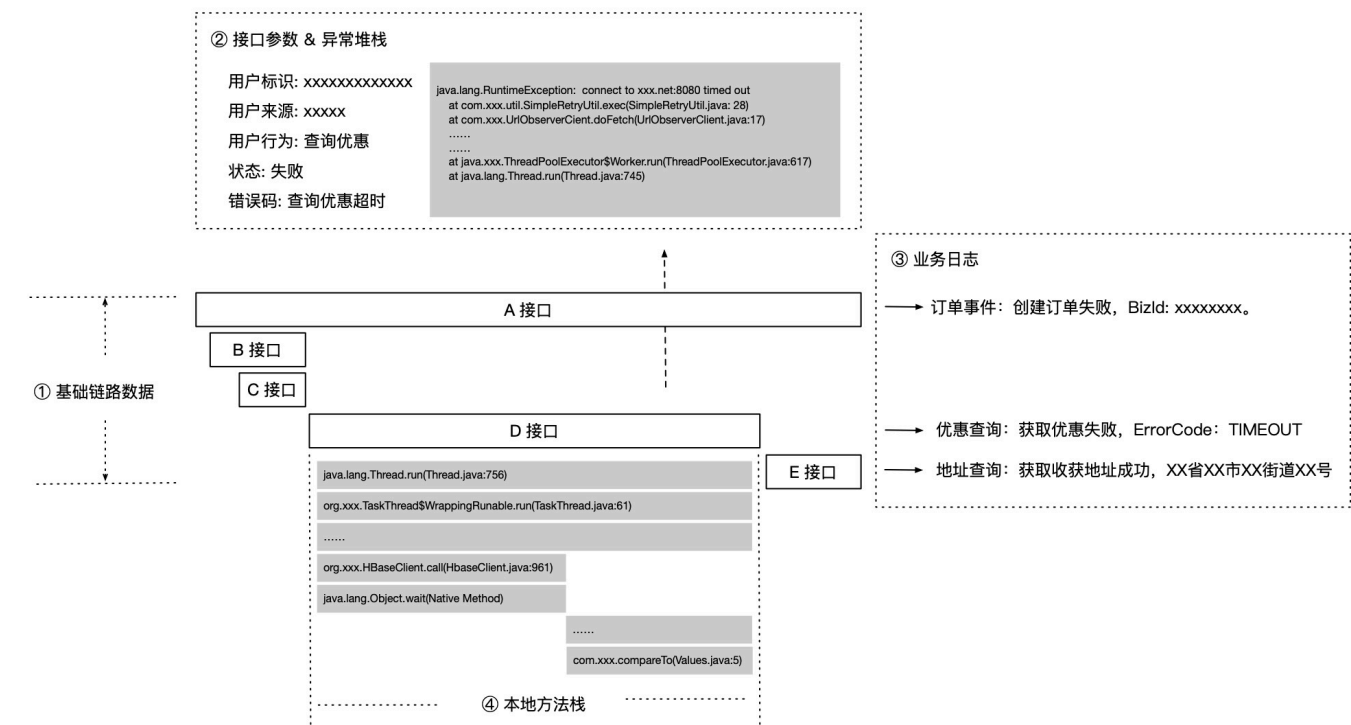 ② 接口参数 & 异常堆栈
用户标识: xxxxxxxxxxxxx
用户来源: xxxxx
用户行为: 查询优惠
状态: 失败
错误码: 查询优惠超时
java.lang.RuntimeException:  connect to xxx.net:8080 timed out
at com.xxx.util.SimpleRetryUtil.exec(SimpleRetryUtil.java: 28)
at com.xxx.UrlObserverCient.doFetch(UrlObserverClient.java:17)
......
......
at java.xxx.ThreadPoolExecutor$Worker.run(ThreadPoolExecutor.java:617)
at java.lang.Thread.run(Thread.java:745)
③ 业务日志
订单事件：创建订单失败，BizId: xxxxxxxx。
优惠查询：获取优惠失败，ErrorCode：TIMEOUT
地址查询：获取收获地址成功，XX省XX市XX街道XX号
① 基础链路数据
A 接口
B 接口
C 接口
D 接口
E 接口
java.lang.Thread.run(Thread.java:756)
org.xxx.TaskThread$WrappingRunable.run(TaskThread.java:61)
......
org.xxx.HBaseClient.call(HbaseClient.java:961)
java.lang.Object.wait(Native Method)
......
com.xxx.compareTo(Values.java:5)
④ 本地方法栈